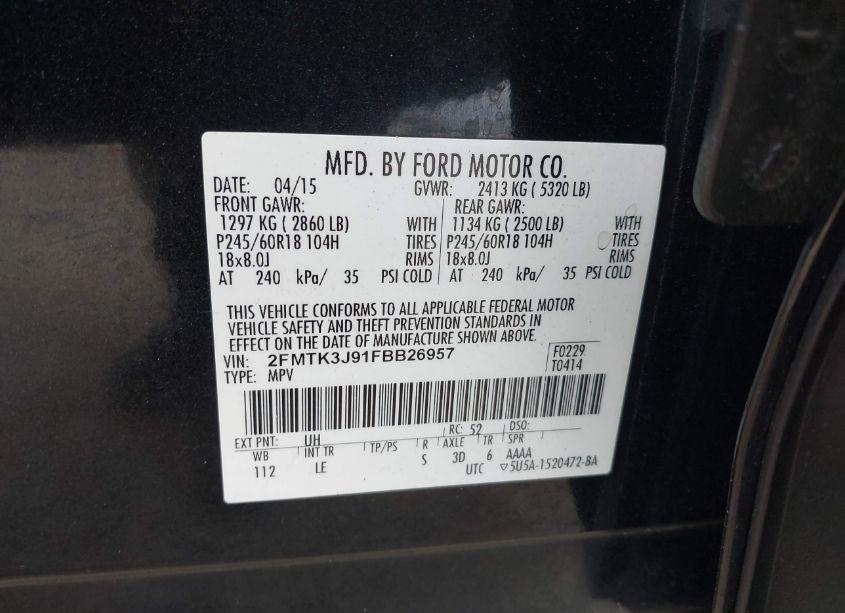 MFD. BY FORD MOTOR CO.
DATE: 04/15 GVWR: 2413 KG ( 5320 LB)
FRONT GAWR: REAR GAWR:
1297 KG ( 2860 LB) WITH 1134 KG ( 2500 LB) WITH
P245/60R18 104H TIRES P245/60R18 104H TIRES
18x8.0J RIMS 18x8.0J RIMS
AT 240 kPa/ 35 PSI COLD AT 240 kPa/ 35 PSI COLD
THIS VEHICLE CONFORMS TO ALL APPLICABLE FEDERAL MOTOR
VEHICLE SAFETY AND THEFT PREVENTION STANDARDS IN
EFFECT ON THE DATE OF MANUFACTURE SHOWN ABOVE.
VIN: 2FMTK3J91FBB26957 F0229
TYPE: MPV T0414
EXT PNT: UH RC: 52 DSO:
WB INT TR TP/PS R AXLE TR SPR
112 LE S 3D 6 AAAA
UTC ▽5U5A-1520472-BA